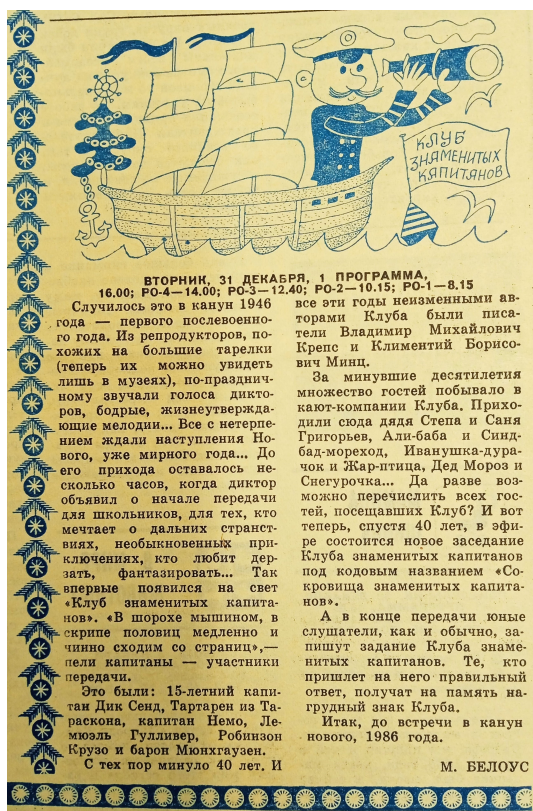 КЛУБ
ЗНАМЕНИТЫХ
КАПИТАНОВ
ВТОРНИК, 31 ДЕКАБРЯ, 1 ПРОГРАММА,
16.00; РО-4—14.00; РО-3—12.40; РО-2—10.15; РО-1—8.15
Случилось это в канун 1946
года — первого послевоенно-
го года. Из репродукторов, по-
хожих на большие тарелки
(теперь их можно увидеть
лишь в музеях), по-празднич-
ному звучали голоса дикто-
ров, бодрые, жизнеутвержда-
ющие мелодии... Все с нетерпе-
нием ждали наступления Но-
вого, уже мирного года... До
его прихода оставалось не-
сколько часов, когда диктор
объявил о начале передачи
для школьников, для тех, кто
мечтает о дальних странст-
виях, необыкновенных при-
ключениях, кто любит дер-
зать, фантазировать... Так
впервые появился на свет
«Клуб знаменитых капита-
нов». «В шорохе мышином, в
скрипе половиц медленно и
чинно сходим со страниц»,—
пели капитаны — участники
передачи.
Это были: 15-летний капи-
тан Дик Сенд, Тартарен из Та-
раскона, капитан Немо, Ле-
мюэль Гулливер, Робинзон
Крузо и барон Мюнхгаузен.
С тех пор минуло 40 лет. И
все эти годы неизменными ав-
торами Клуба были писа-
тели Владимир Михайлович
Крепс и Климентий Борисо-
вич Минц.
За минувшие десятилетия
множество гостей побывало в
кают-компании Клуба. Прихо-
дили сюда дядя Степа и Саня
Григорьев, Али-баба и Синд-
бад-мореход, Иванушка-дура-
чок и Жар-птица, Дед Мороз и
Снегурочка... Да разве воз-
можно перечислить всех гос-
тей, посещавших Клуб? И вот
теперь, спустя 40 лет, в эфи-
ре состоится новое заседание
Клуба знаменитых капитанов
под кодовым названием «Со-
кровища знаменитых капита-
нов».
А в конце передачи юные
слушатели, как и обычно, за-
пишут задание Клуба знаме-
нитых капитанов. Те, кто
пришлет на него правильный
ответ, получат на память на-
грудный знак Клуба.
Итак, до встречи в канун
нового, 1986 года.
М. БЕЛОУС